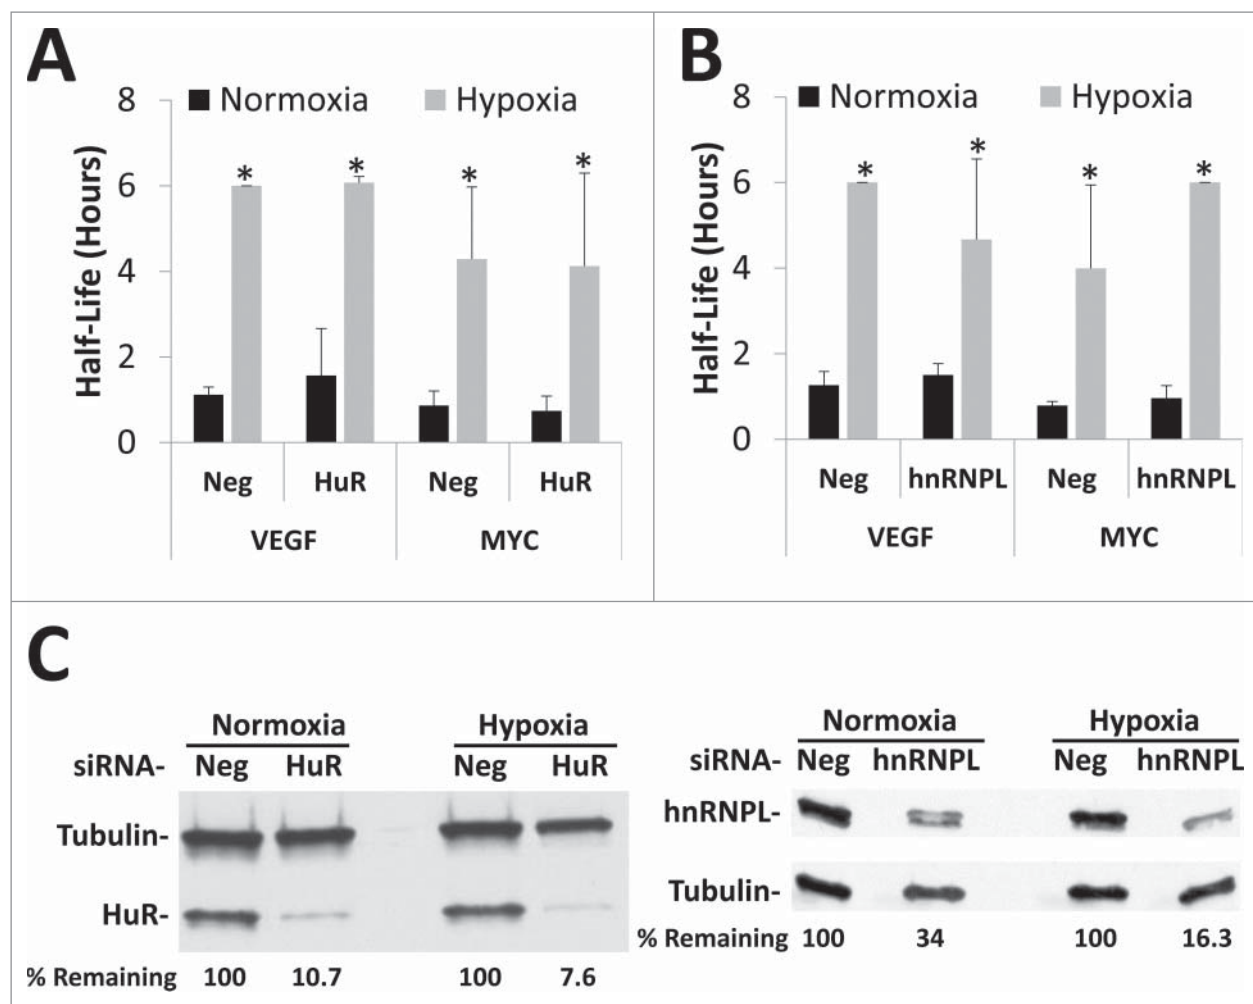 A
Normoxia Hypoxia
Half-Life (Hours)
8
6
4
2
0
* * * *
Neg HuR Neg HuR
VEGF MYC
B
Normoxia Hypoxia
Half-Life (Hours)
8
6
4
2
0
* * * *
Neg hnRNPL Neg hnRNPL
VEGF MYC
C
Normoxia Hypoxia
siRNA- Neg HuR Neg HuR
Tubulin-
HuR-
% Remaining 100 10.7 100 7.6
Normoxia Hypoxia
siRNA- Neg hnRNPL Neg hnRNPL
hnRNPL-
Tubulin-
% Remaining 100 34 100 16.3